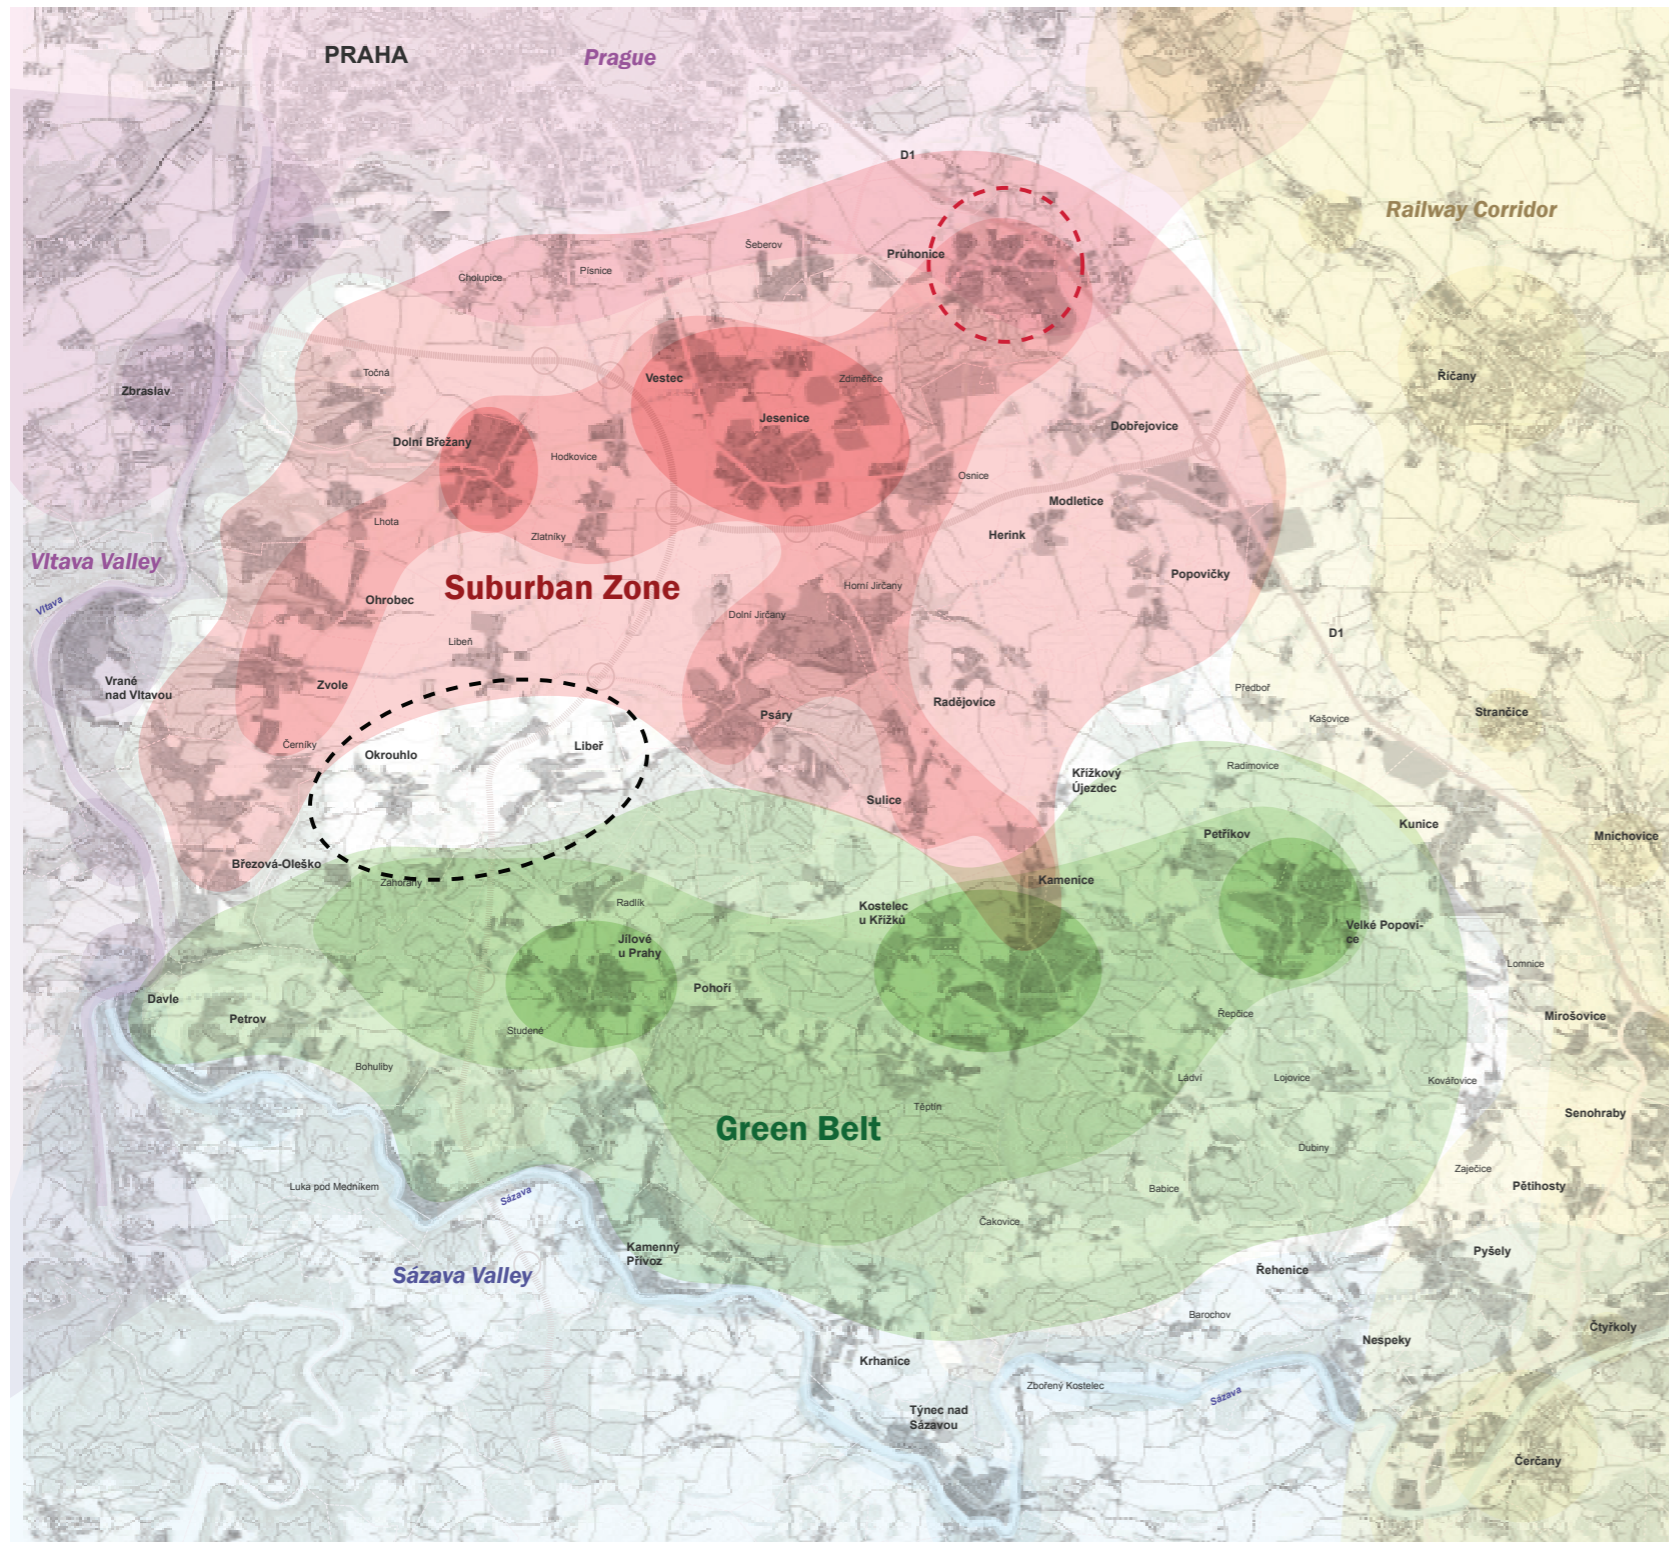 PRAHA
Prague
D1
Railway Corridor
Šeberov
Průhonice
Písnice
Cholupice
Točná
Vestec
Zdiměřice
Říčany
Zbraslav
Jesenice
Dobřejovice
Dolní Břežany
Hodkovice
Osnice
Modletice
Lhota
Zlatníky
Herink
Vltava Valley
Popovičky
Suburban Zone
Horní Jirčany
Vltava
Ohrobec
Dolní Jirčany
D1
Libeň
Vrané
nad Vltavou
Zvole
Předboř
Radějovice
Strančice
Psáry
Kašovice
Černíky
Okrouhlo
Libeř
Radimovice
Křížkový
Újezdec
Sulice
Kunice
Petříkov
Mnichovice
Březová-Oleško
Záhořany
Kamenice
Radlík
Kostelec
u Křížků
Velké Popovi-
ce
Jílové
u Prahy
Lomnice
Pohoří
Davle
Petrov
Řepčice
Mirošovice
Studené
Bohuliby
Ládví
Lojovice
Kovářovice
Těptín
Senohraby
Green Belt
Dubiny
Zaječice
Luka pod Medníkem
Sázava
Babice
Pětihosty
Čakovice
Kamenný
Přívoz
Pyšely
Sázava Valley
Řehenice
Barochov
Čtyřkoly
Nespeky
Krhanice
Zbořený Kostelec
Sázava
Týnec nad
Sázavou
Čerčany